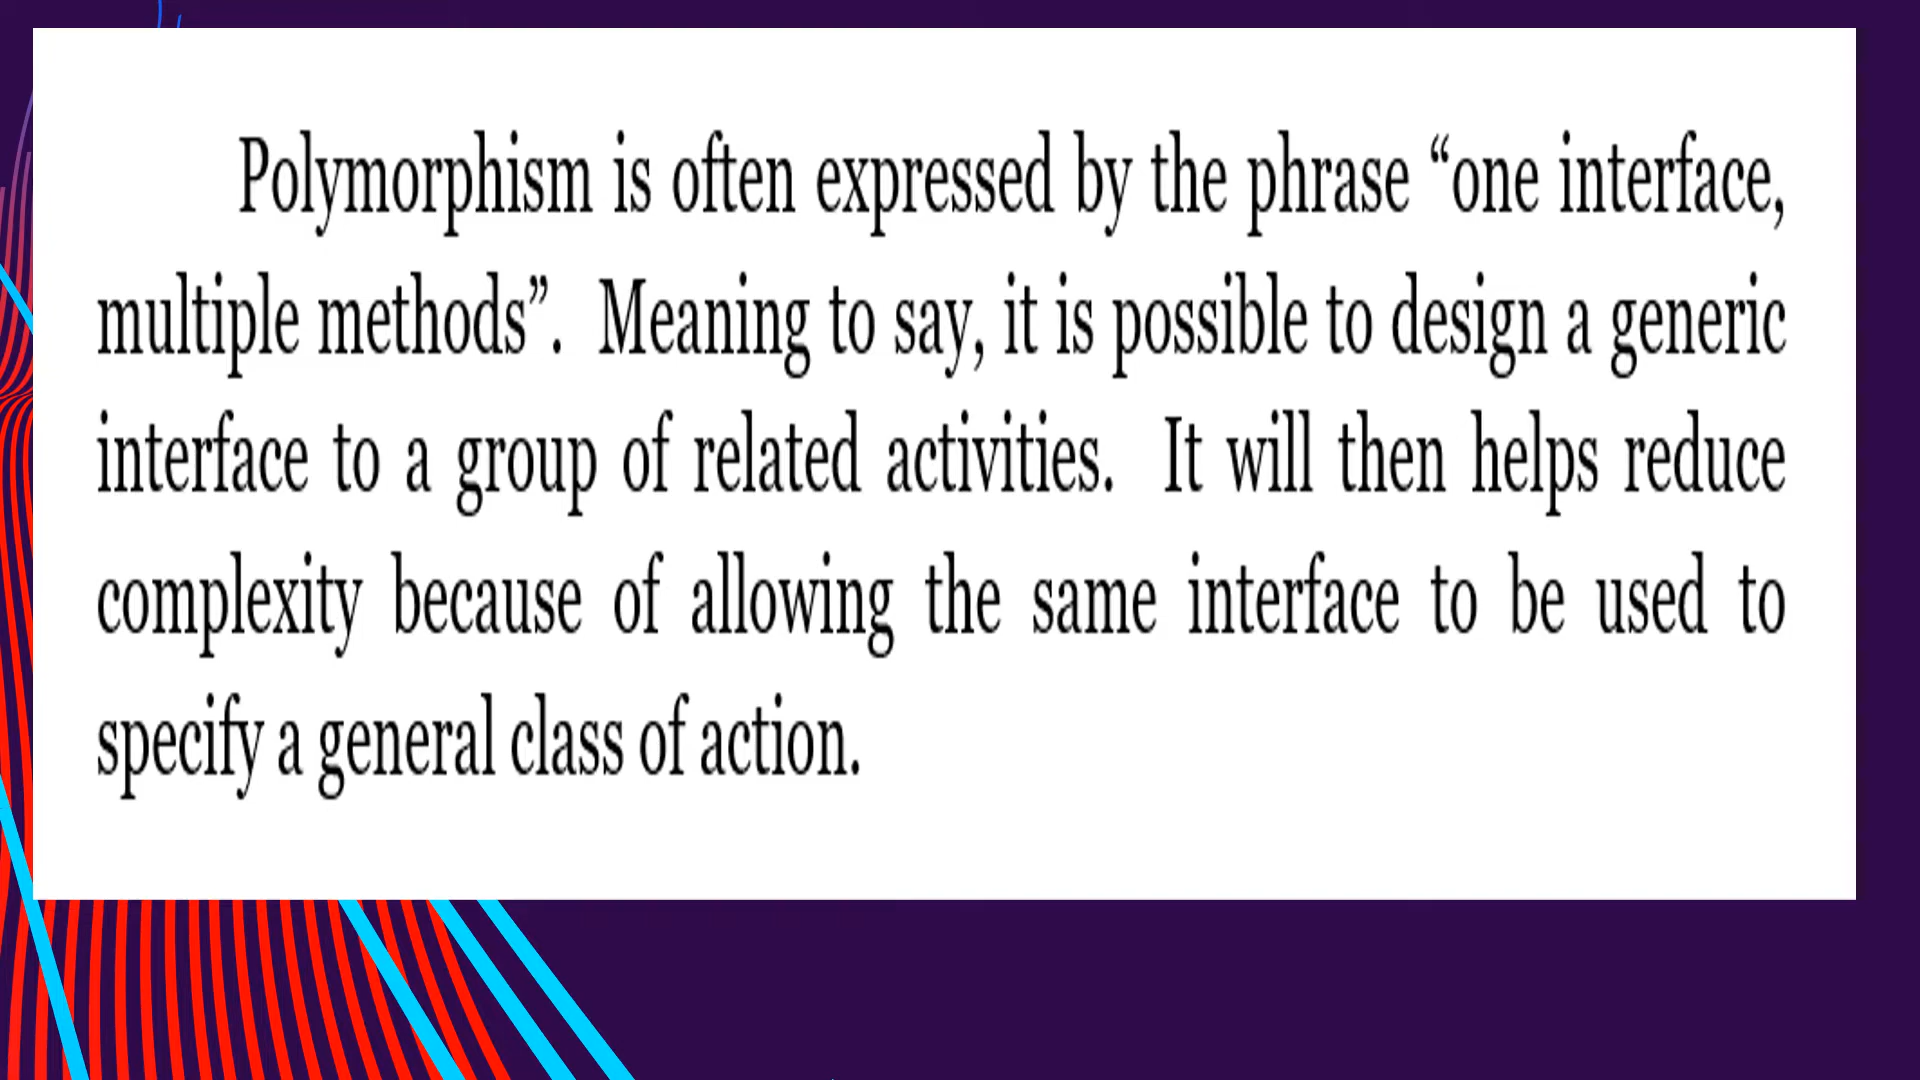 Polymorphism is often expressed by the phrase “one interface,
multiple methods”.  Meaning to say, it is possible to design a generic
interface to a group of related activities.  It will then helps reduce
complexity because of allowing the same interface to be used to
specify a general class of action.